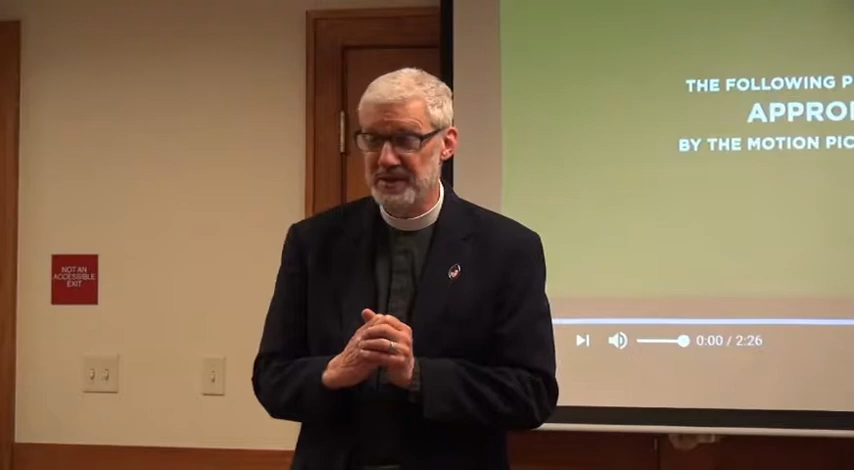 THE FOLLOWING P
APPRO
BY THE MOTION PIC
NOT AN
ACCESSIBLE
EXIT
0:00 / 2:26